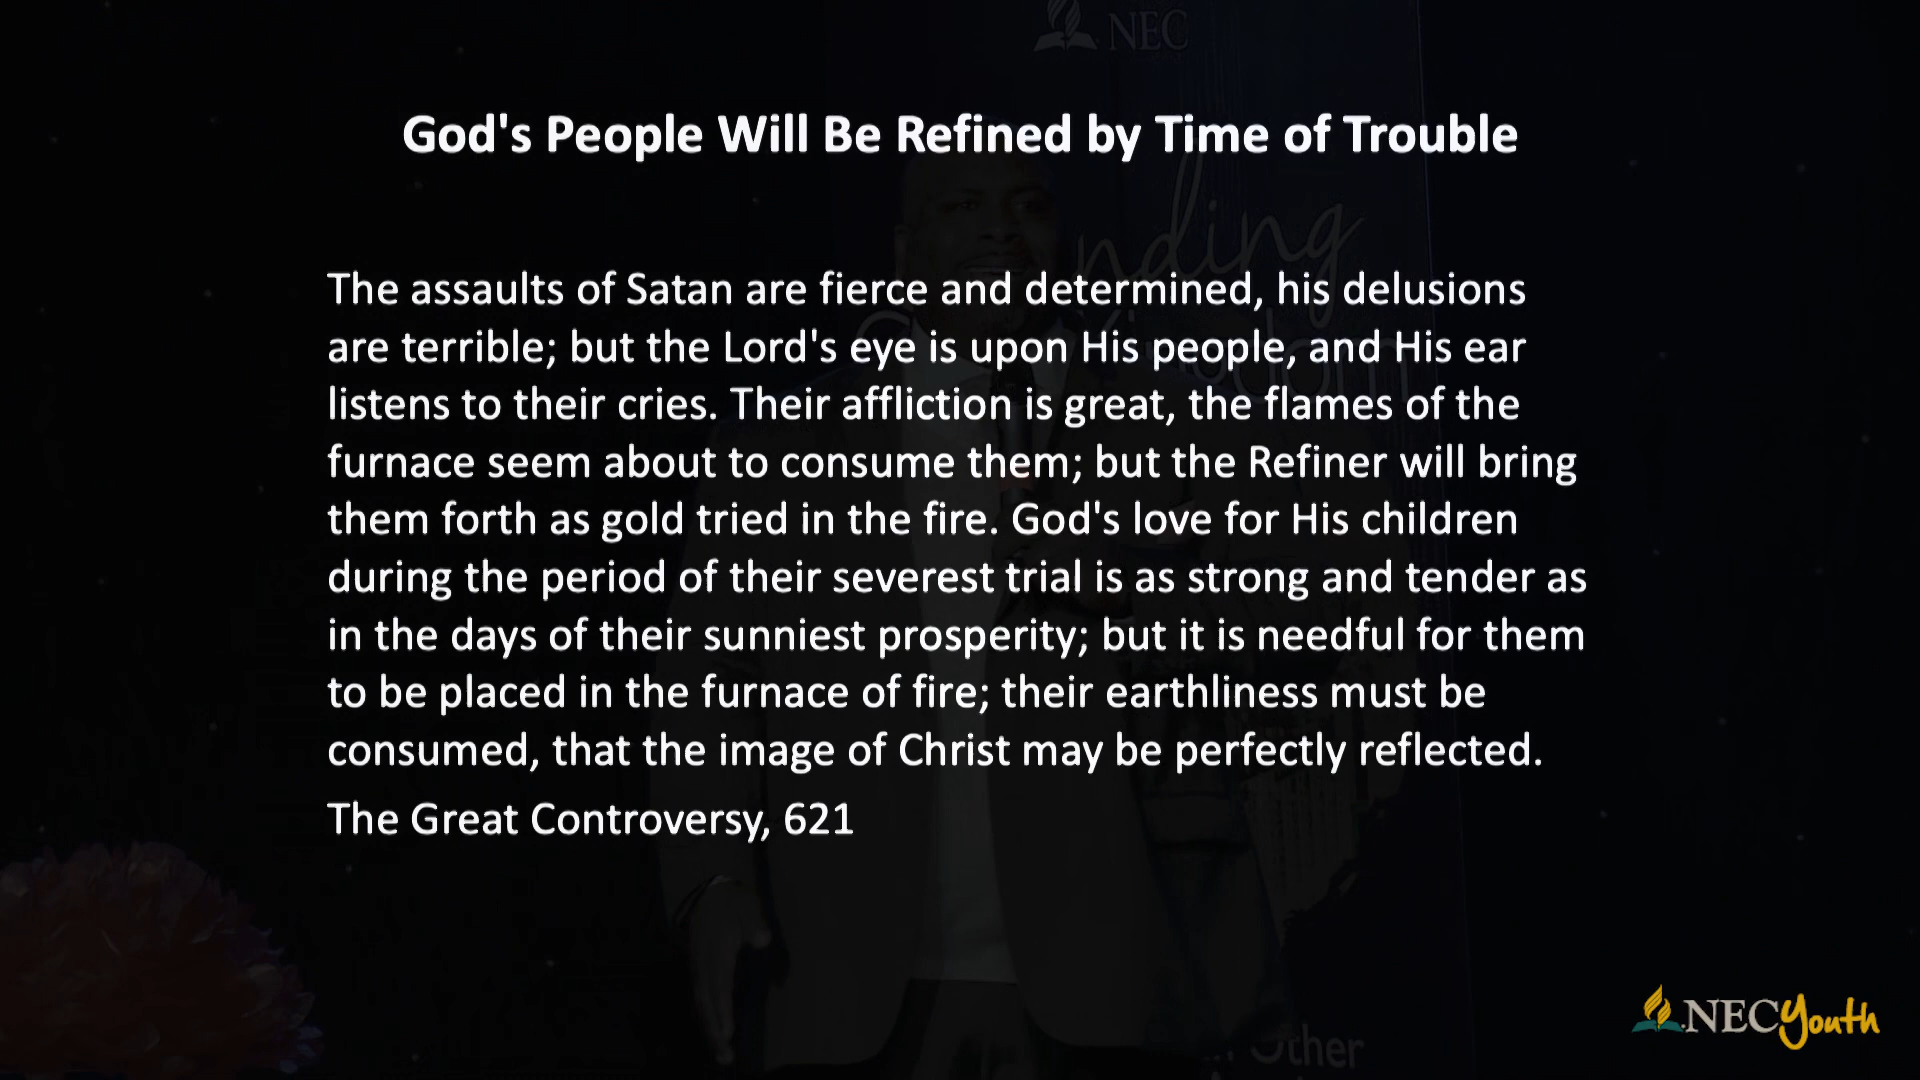 NEC
God's People Will Be Refined by Time of Trouble
nding
The assaults of Satan are fierce and determined, his delusions
are terrible; but the Lord's eye is upon His people, and His ear
listens to their cries. Their affliction is great, the flames of the
furnace seem about to consume them; but the Refiner will bring
them forth as gold tried in the fire. God's love for His children
during the period of their severest trial is as strong and tender as
in the days of their sunniest prosperity; but it is needful for them
to be placed in the furnace of fire; their earthliness must be
consumed, that the image of Christ may be perfectly reflected.
The Great Controversy, 621
NECYouth
Other